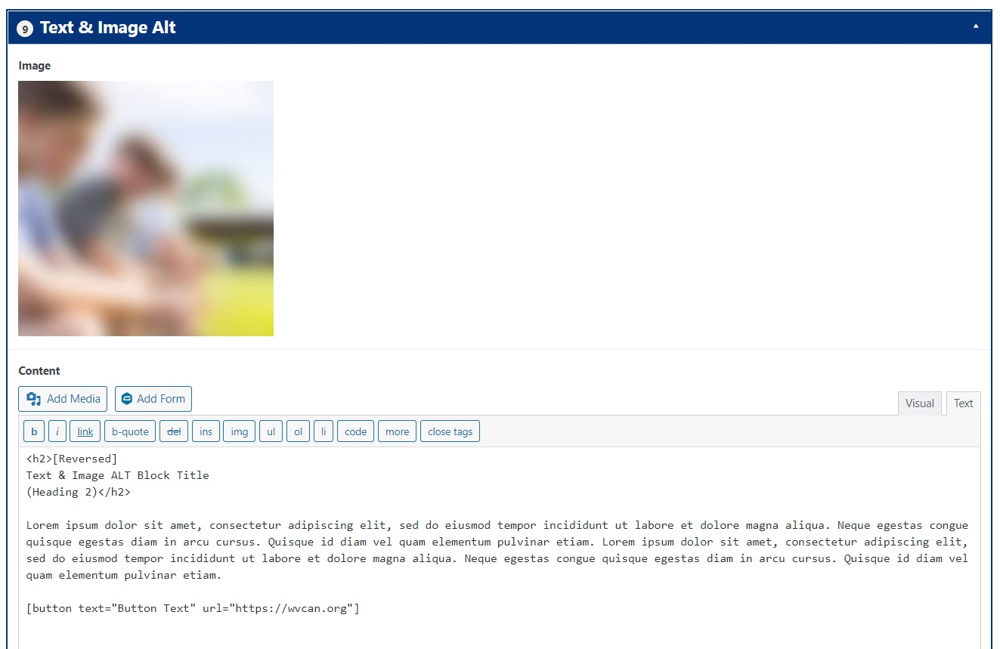 9 Text & Image Alt
Image
Content
Add Media Add Form
Visual Text
b i link b-quote del ins img ul ol li code more close tags
<h2>[Reversed]
Text & Image ALT Block Title
(Heading 2)</h2>
Lorem ipsum dolor sit amet, consectetur adipiscing elit, sed do eiusmod tempor incididunt ut labore et dolore magna aliqua. Neque egestas congue
quisque egestas diam in arcu cursus. Quisque id diam vel quam elementum pulvinar etiam. Lorem ipsum dolor sit amet, consectetur adipiscing elit,
sed do eiusmod tempor incididunt ut labore et dolore magna aliqua. Neque egestas congue quisque egestas diam in arcu cursus. Quisque id diam vel
quam elementum pulvinar etiam.
[button text="Button Text" url="https://wvcan.org"]